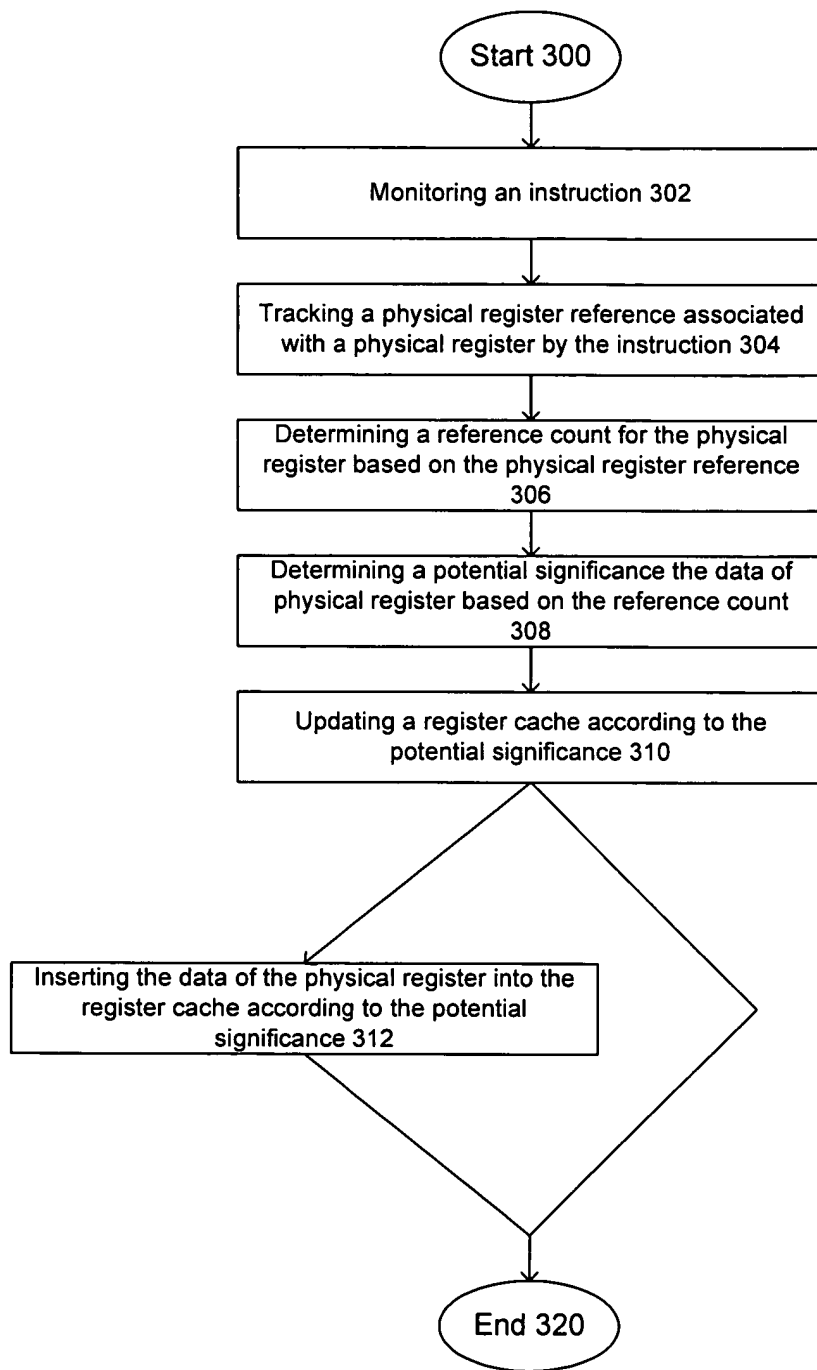 Start 300
Monitoring an instruction 302
Tracking a physical register reference associated
with a physical register by the instruction 304
Determining a reference count for the physical
register based on the physical register reference
306
Determining a potential significance the data of
physical register based on the reference count
308
Updating a register cache according to the
potential significance 310
Inserting the data of the physical register into the
register cache according to the potential
significance 312
End 320